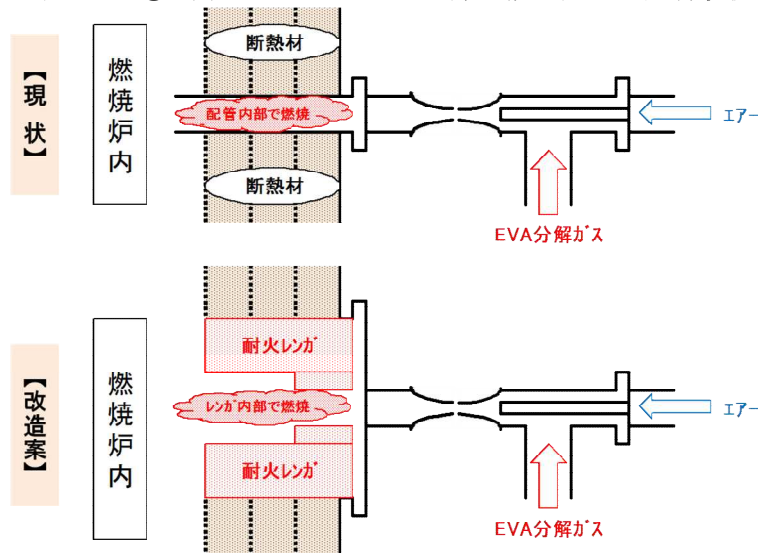 【現状】
燃焼炉内
断熱材
配管内部で燃焼
断熱材
エアー
EVA分解ガス
【改造案】
燃焼炉内
耐火レンガ
レンガ内部で燃焼
耐火レンガ
エアー
EVA分解ガス